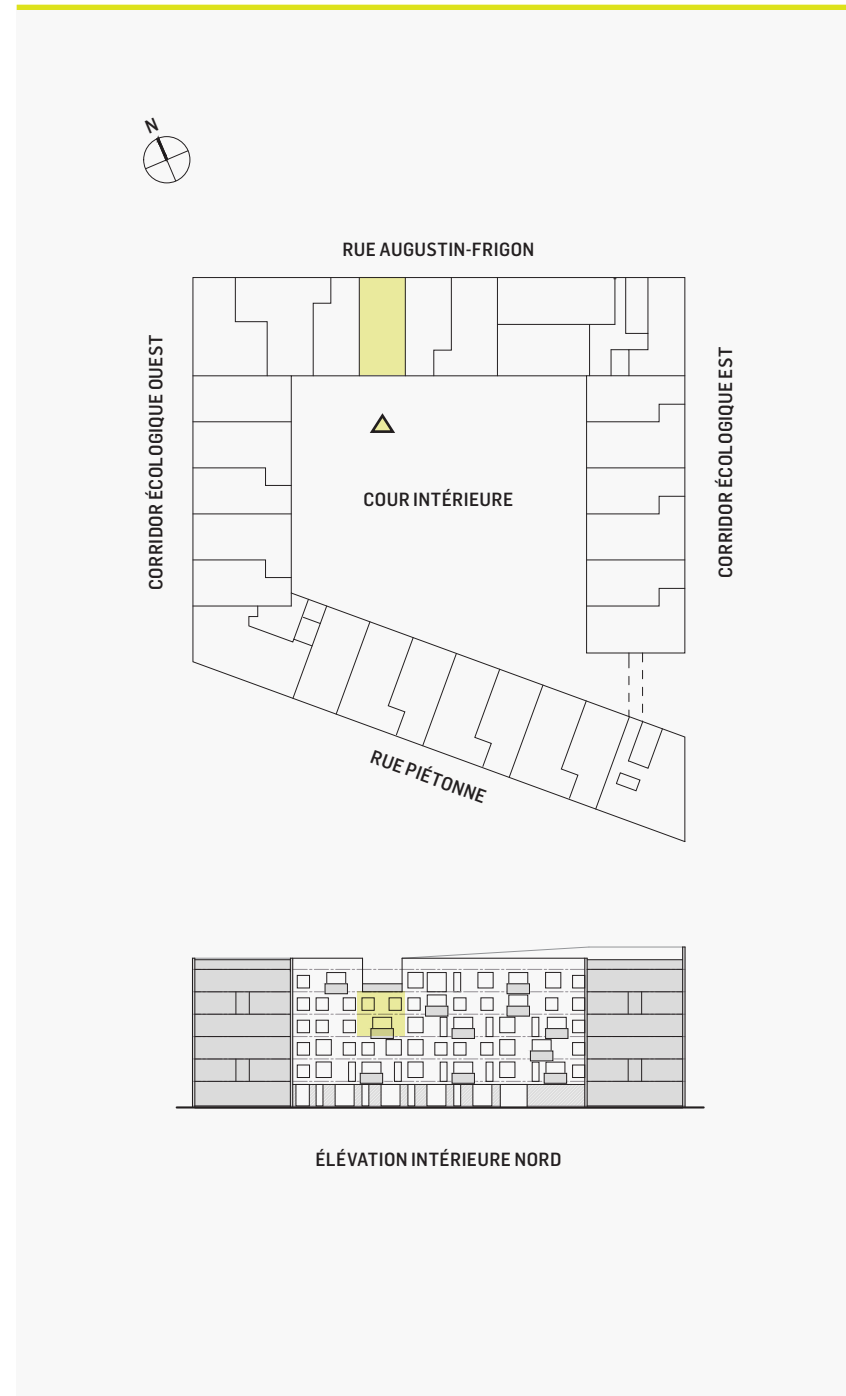 N
RUE AUGUSTIN-FRIGON
CORRIDOR ÉCOLOGIQUE OUEST
CORRIDOR ÉCOLOGIQUE EST
COUR INTÉRIEURE
RUE PIÉTONNE
ÉLÉVATION INTÉRIEURE NORD